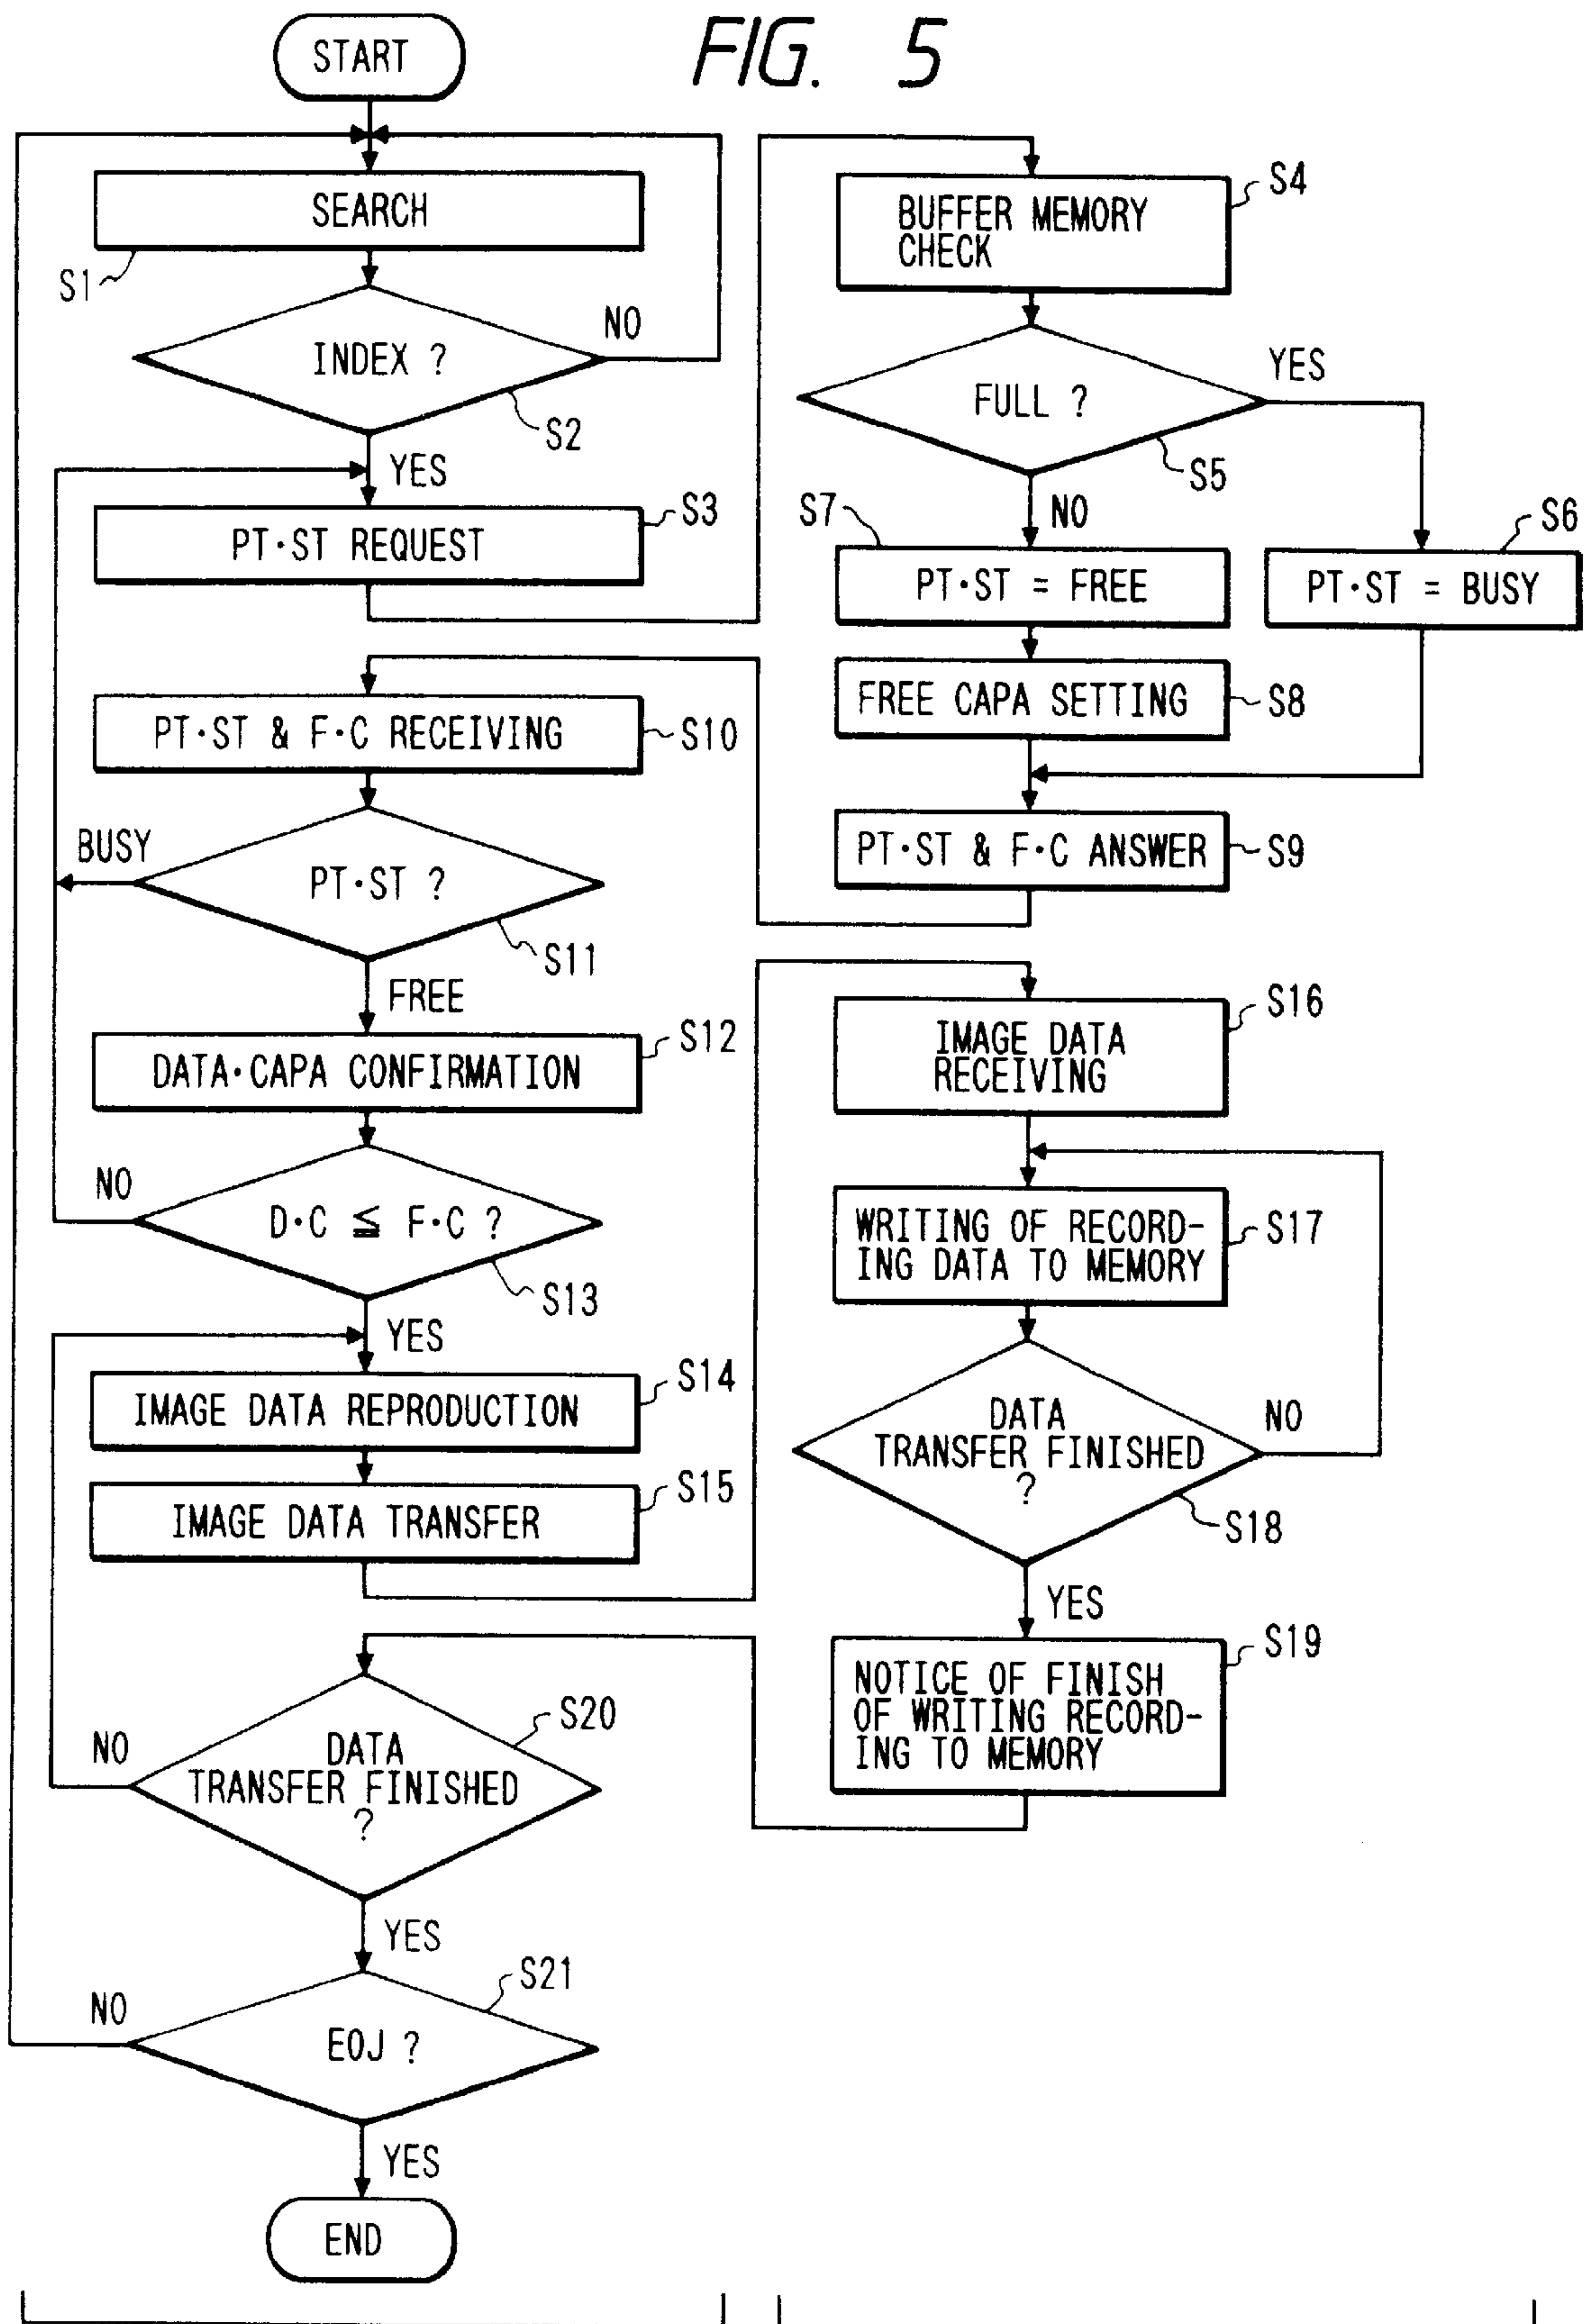 FIG. 5
START
SEARCH
S1
INDEX ?
NO
S2
YES
PT·ST REQUEST
S3
BUFFER MEMORY
CHECK
S4
FULL ?
YES
S5
NO
S7
PT·ST = FREE
S6
PT·ST = BUSY
FREE CAPA SETTING
S8
PT·ST & F·C ANSWER
S9
PT·ST & F·C RECEIVING
S10
BUSY
PT·ST ?
S11
FREE
DATA·CAPA CONFIRMATION
S12
NO
D·C ≦ F·C ?
S13
YES
IMAGE DATA REPRODUCTION
S14
IMAGE DATA TRANSFER
S15
IMAGE DATA
RECEIVING
S16
WRITING OF RECORD-
ING DATA TO MEMORY
S17
DATA
TRANSFER FINISHED
?
NO
S18
YES
NOTICE OF FINISH
OF WRITING RECORD-
ING TO MEMORY
S19
S20
NO
DATA
TRANSFER FINISHED
?
YES
S21
NO
EOJ ?
YES
END